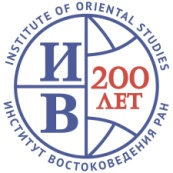 INSTITUTE OF ORIENTAL STUDIES
И
В
200
ЛЕТ
ИНСТИТУТ ВОСТОКОВЕДЕНИЯ РАН